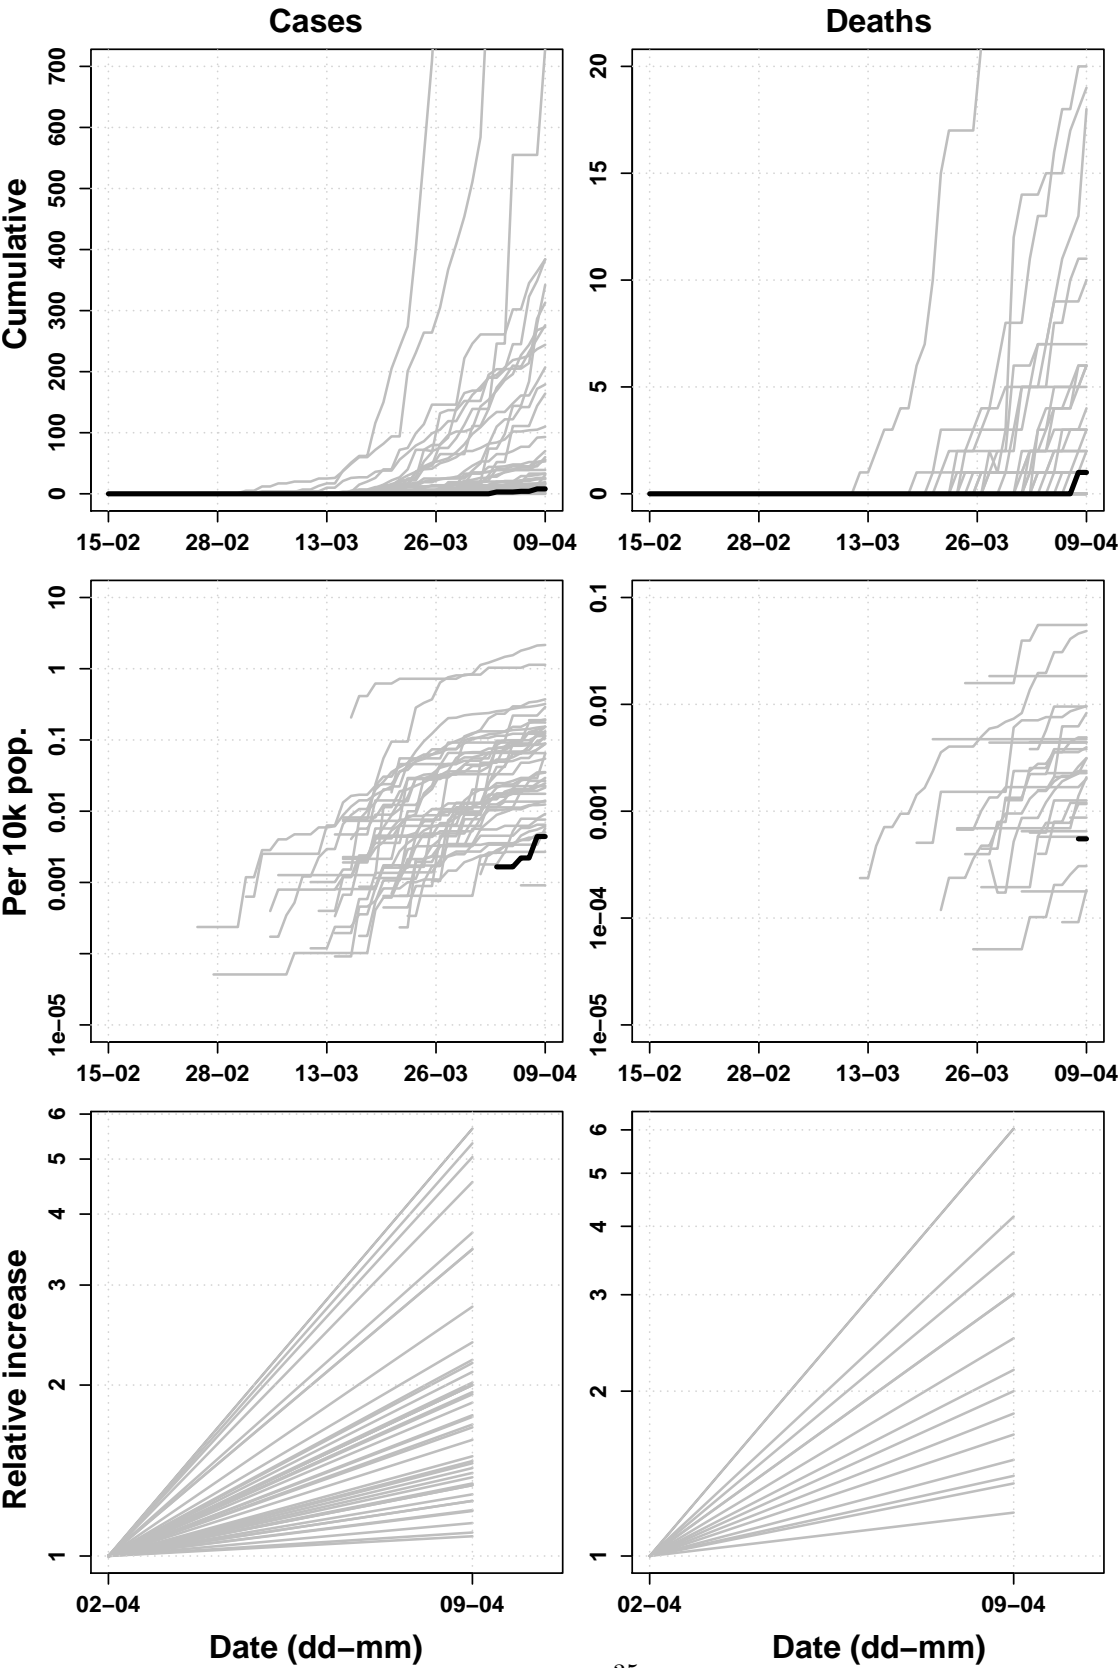 Cases
Deaths
Cumulative
0 100 200 300 400 500 600 700
15−02 28−02 13−03 26−03 09−04
0 5 10 15 20
15−02 28−02 13−03 26−03 09−04
Per 10k pop.
1e−05 0.001 0.01 0.1 1 10
15−02 28−02 13−03 26−03 09−04
1e−05 1e−04 0.001 0.01 0.1
15−02 28−02 13−03 26−03 09−04
Relative increase
1 2 3 4 5 6
02−04 09−04
Date (dd−mm)
1 2 3 4 5 6
02−04 09−04
Date (dd−mm)